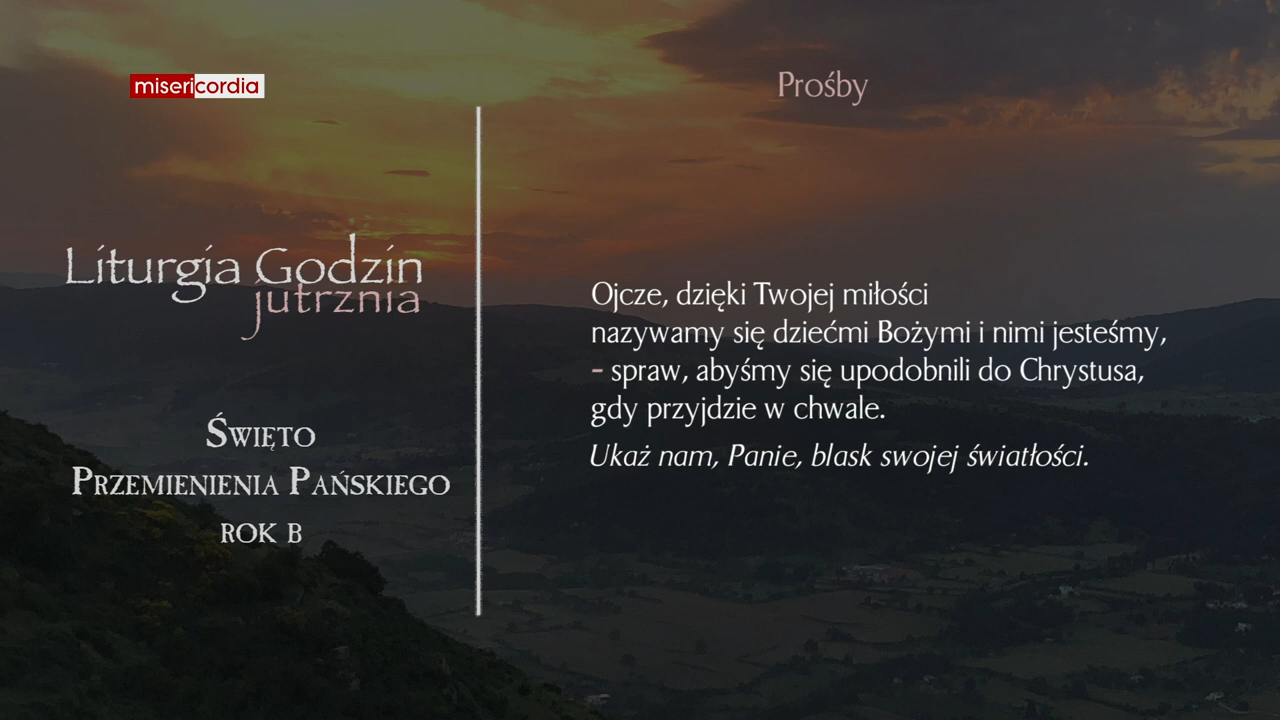 misericordia
Liturgia Godzin
jutrznia
Święto
Przemienienia Pańskiego
rok B
Prośby
Ojcze, dzięki Twojej miłości
nazywamy się dziećmi Bożymi i nimi jesteśmy,
- spraw, abyśmy się upodobnili do Chrystusa,
gdy przyjdzie w chwale.
Ukaż nam, Panie, blask swojej światłości.